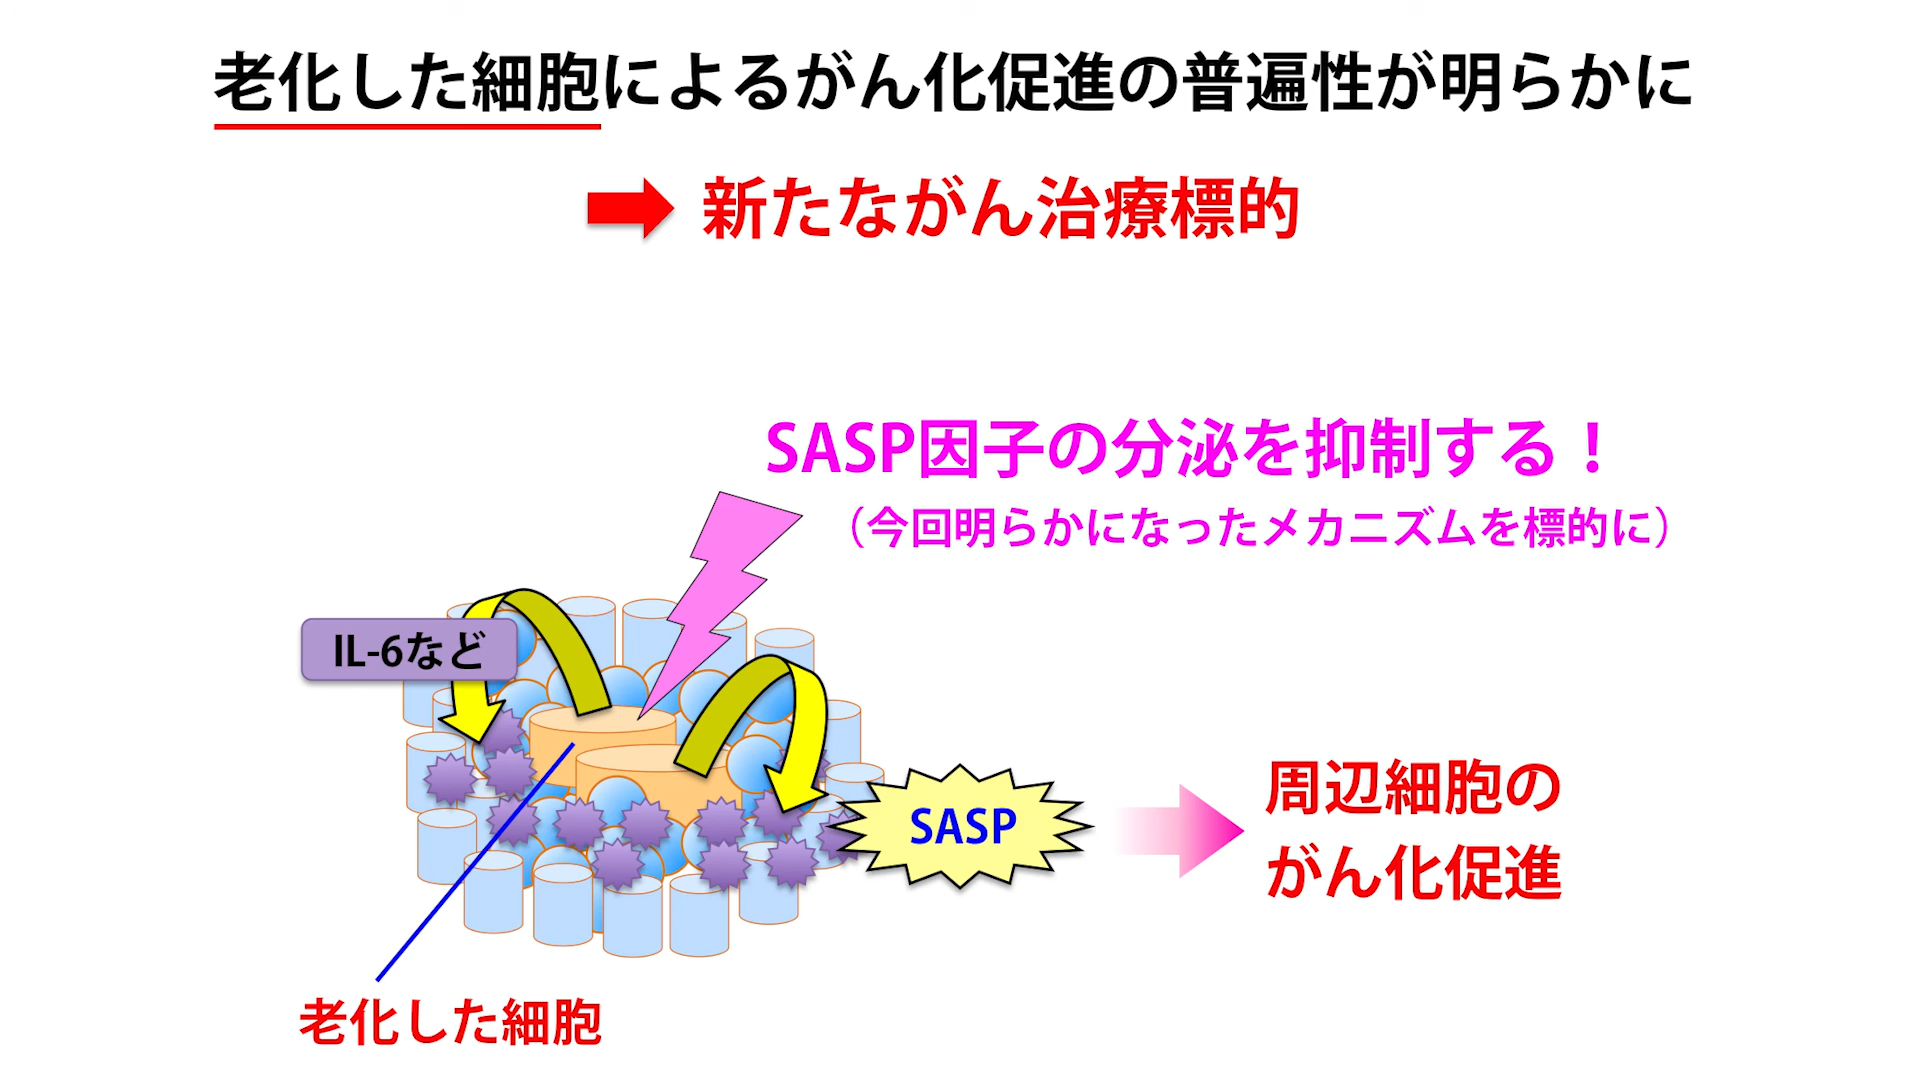 老化した細胞によるがん化促進の普遍性が明らかに
新たながん治療標的
SASP因子の分泌を抑制する！
（今回明らかになったメカニズムを標的に）
IL-6など
SASP
周辺細胞の
がん化促進
老化した細胞